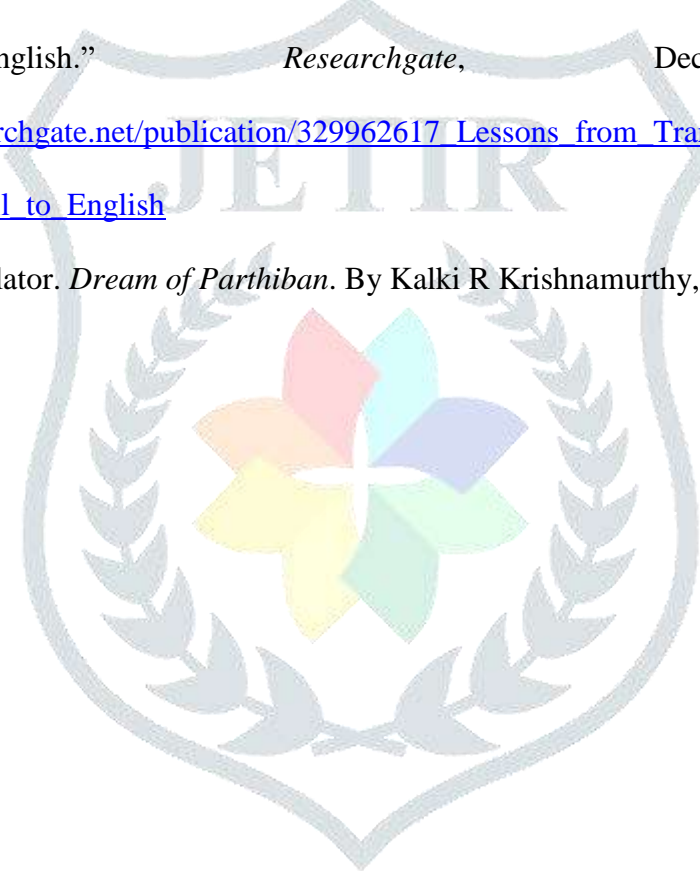 nglish.” Researchgate, Dec
rchgate.net/publication/329962617_Lessons_from_Tra
JETIR
l_to_English
lator. Dream of Parthiban. By Kalki R Krishnamurthy,